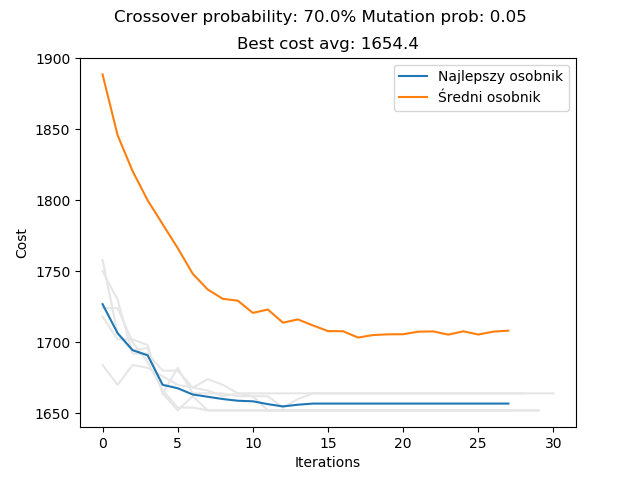 Crossover probability: 70.0% Mutation prob: 0.05
Best cost avg: 1654.4
1900
1850
1800
1750
1700
1650
Cost
Najlepszy osobnik
Średni osobnik
0 5 10 15 20 25 30
Iterations